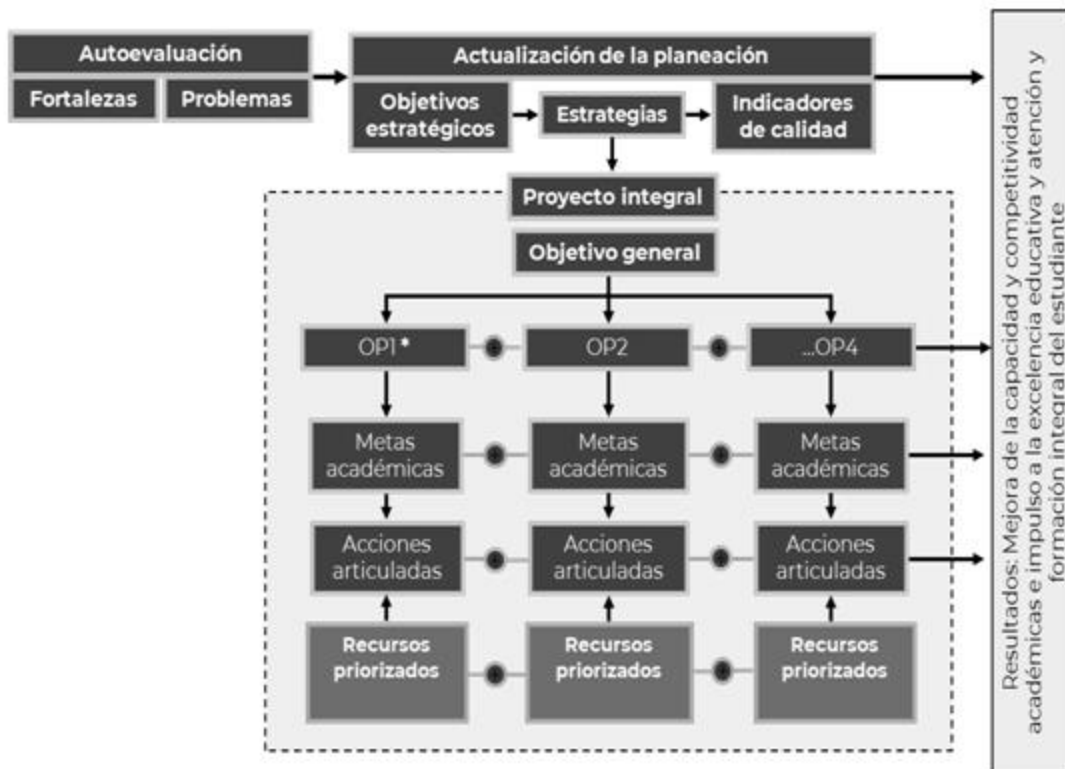 Autoevaluación
Fortalezas
Problemas
Actualización de la planeación
Objetivos
estratégicos
Estrategias
Indicadores
de calidad
Proyecto integral
Objetivo general
OP1*
OP2
...OP4
Metas
académicas
Metas
académicas
Metas
académicas
Acciones
articuladas
Acciones
articuladas
Acciones
articuladas
Recursos
priorizados
Recursos
priorizados
Recursos
priorizados
Resultados: Mejora de la capacidad y competitividad
académicas e impulso a la excelencia educativa y atención y
formación integral del estudiante